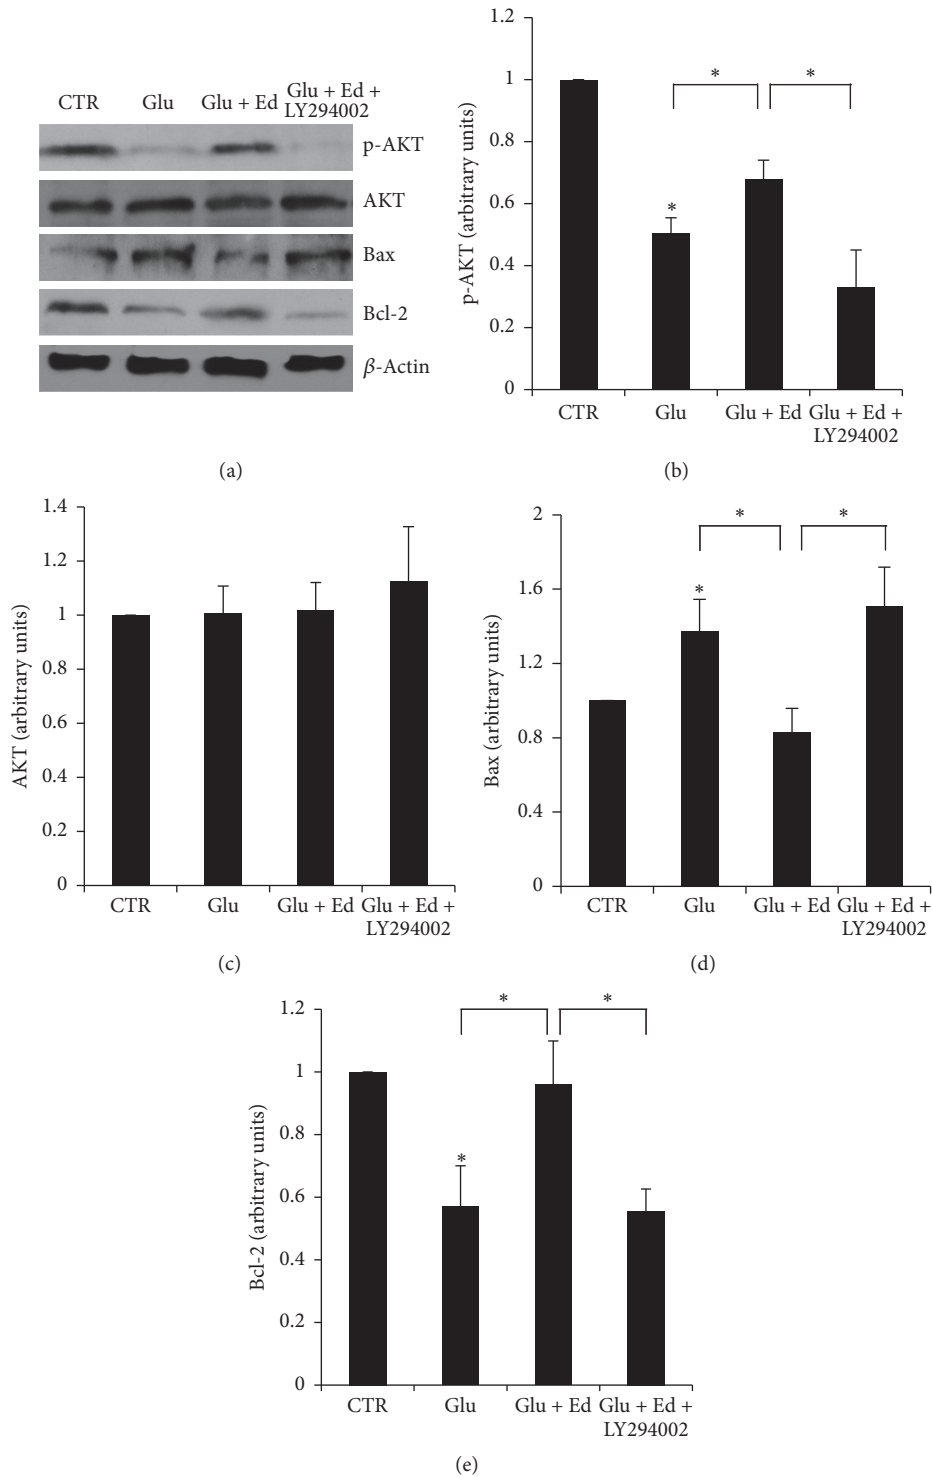 CTR Glu Glu + Ed Glu + Ed +
LY294002
p-AKT
AKT
Bax
Bcl-2
β-Actin
(a)
p-AKT (arbitrary units)
1.2
1
0.8
0.6
0.4
0.2
0
*
*
*
CTR Glu Glu + Ed Glu + Ed +
LY294002
(b)
AKT (arbitrary units)
1.4
1.2
1
0.8
0.6
0.4
0.2
0
CTR Glu Glu + Ed Glu + Ed +
LY294002
(c)
Bax (arbitrary units)
2
1.6
1.2
0.8
0.4
0
*
*
*
CTR Glu Glu + Ed Glu + Ed +
LY294002
(d)
Bcl-2 (arbitrary units)
1.2
1
0.8
0.6
0.4
0.2
0
*
*
*
CTR Glu Glu + Ed Glu + Ed +
LY294002
(e)